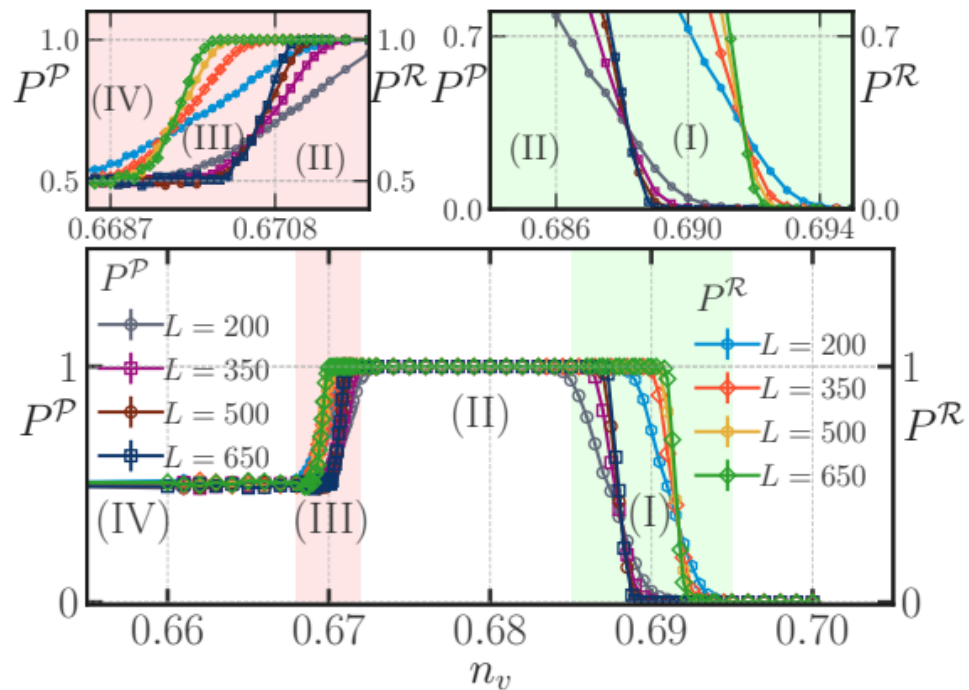 1.0 1.0
P^𝒫 (IV) (III) (II) P^ℛ
0.5 0.5
0.6687 0.6708
0.7 0.7
P^𝒫 (II) (I) P^ℛ
0.0 0.0
0.686 0.690 0.694
P^𝒫 P^ℛ
L = 200 L = 200
L = 350 L = 350
L = 500 L = 500
L = 650 L = 650
1 1
P^𝒫 (II) P^ℛ
(IV) (III) (I)
0 0
0.66 0.67 0.68 0.69 0.70
n_v